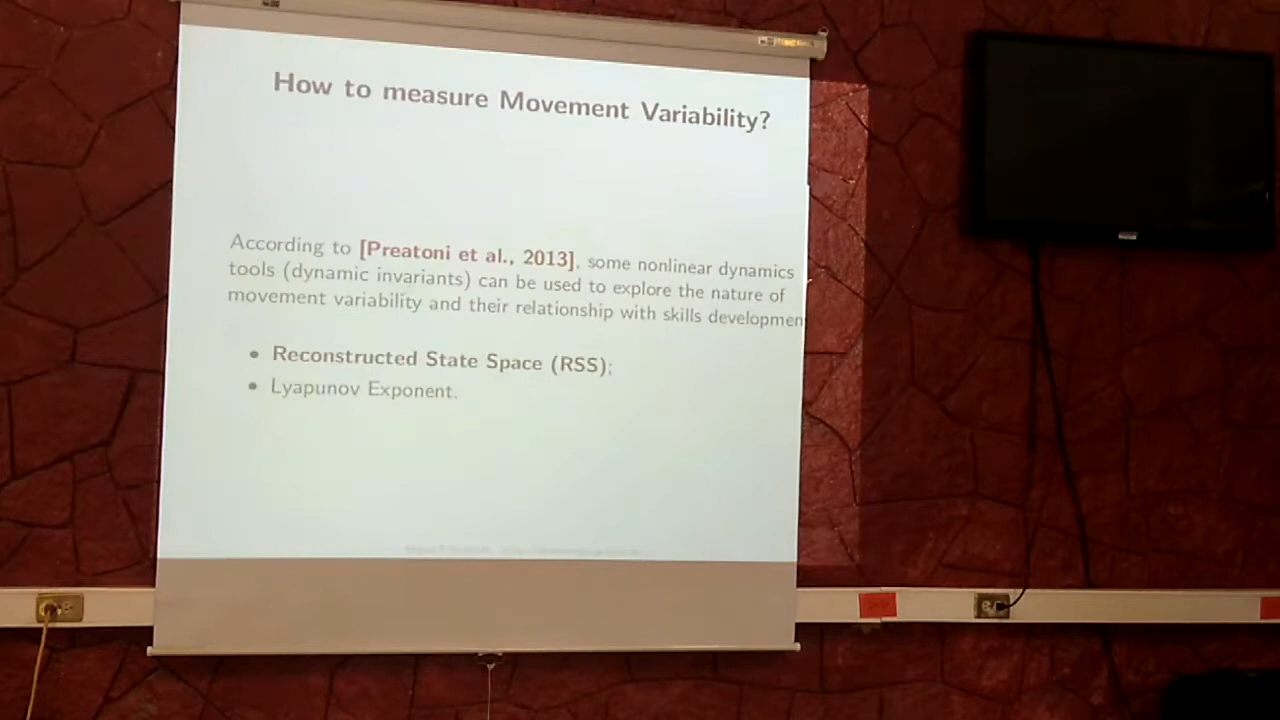 How to measure Movement Variability?
According to [Preatoni et al., 2013], some nonlinear dynamics
tools (dynamic invariants) can be used to explore the nature of
movement variability and their relationship with skills developmen
• Reconstructed State Space (RSS);
• Lyapunov Exponent.